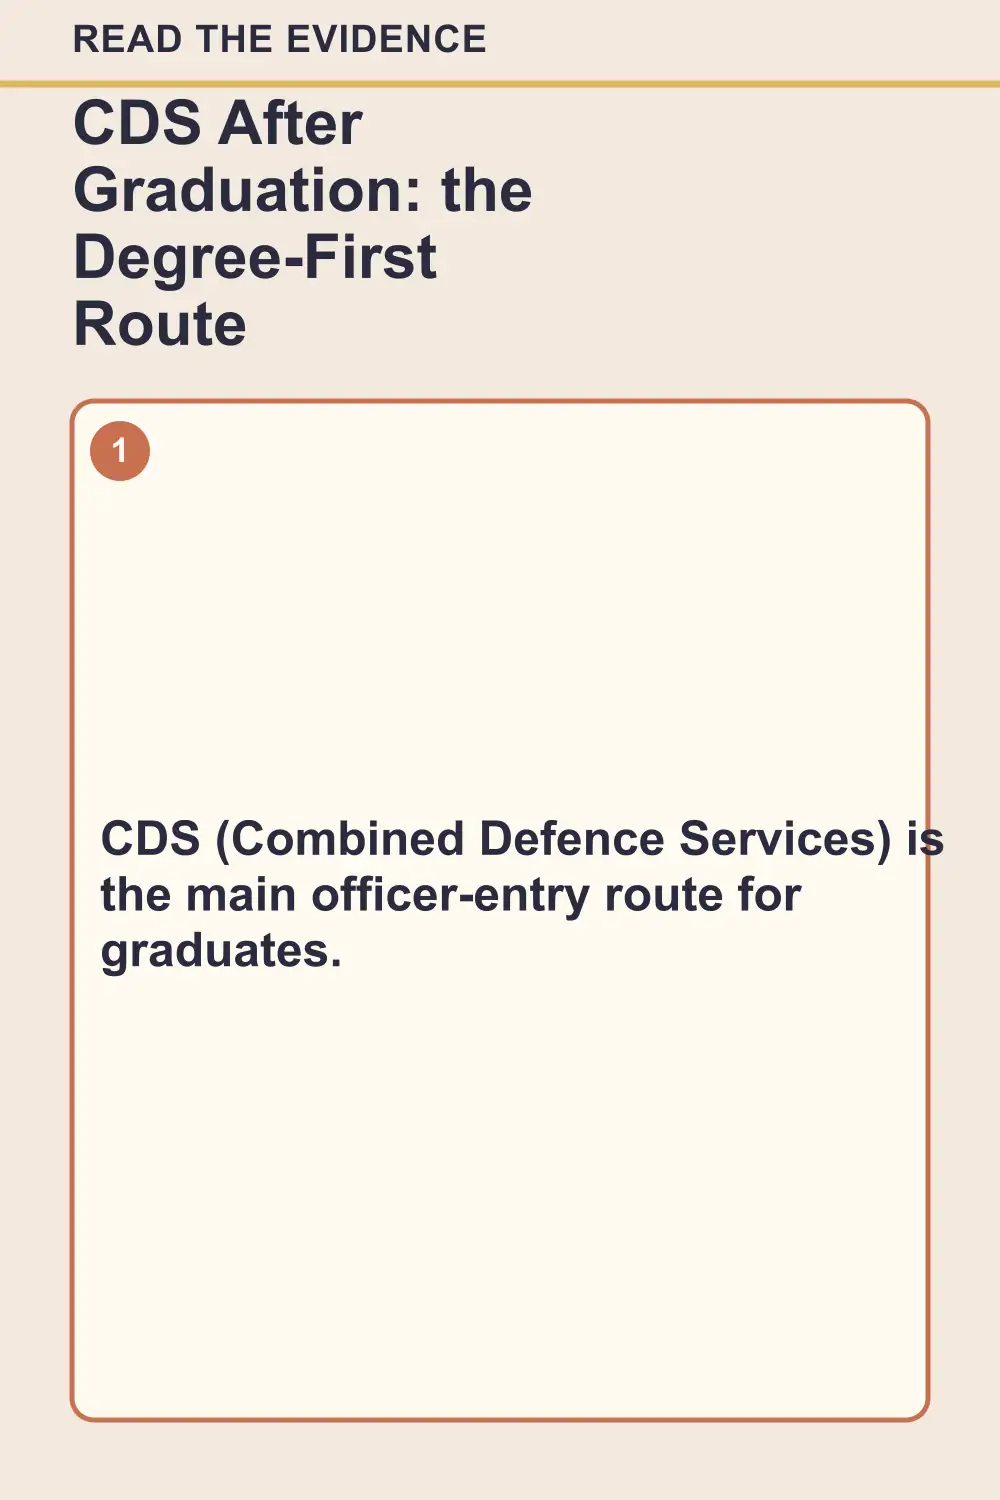 READ THE EVIDENCE
CDS After
Graduation: the
Degree-First
Route
1
CDS (Combined Defence Services) is
the main officer-entry route for
graduates.